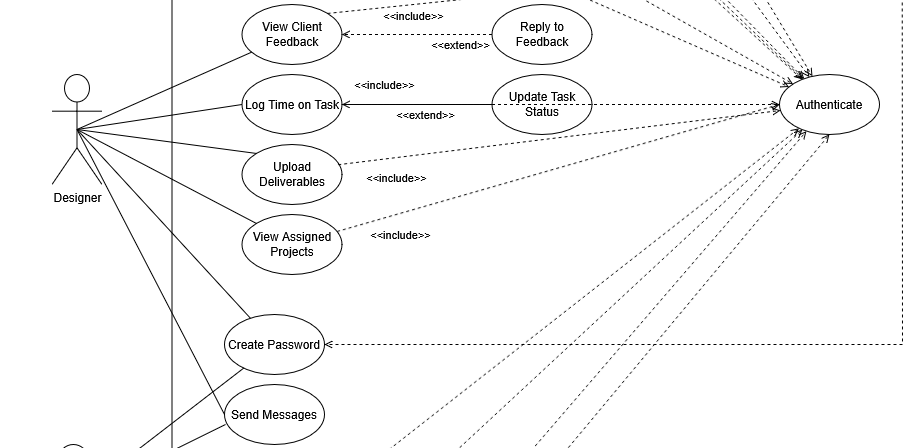 <<include>>
View Client
Feedback
Reply to
Feedback
<<extend>>
<<include>>
Log Time on Task
<<extend>>
Update Task
Status
Authenticate
Designer
Upload
Deliverables
<<include>>
View Assigned
Projects
<<include>>
Create Password
Send Messages